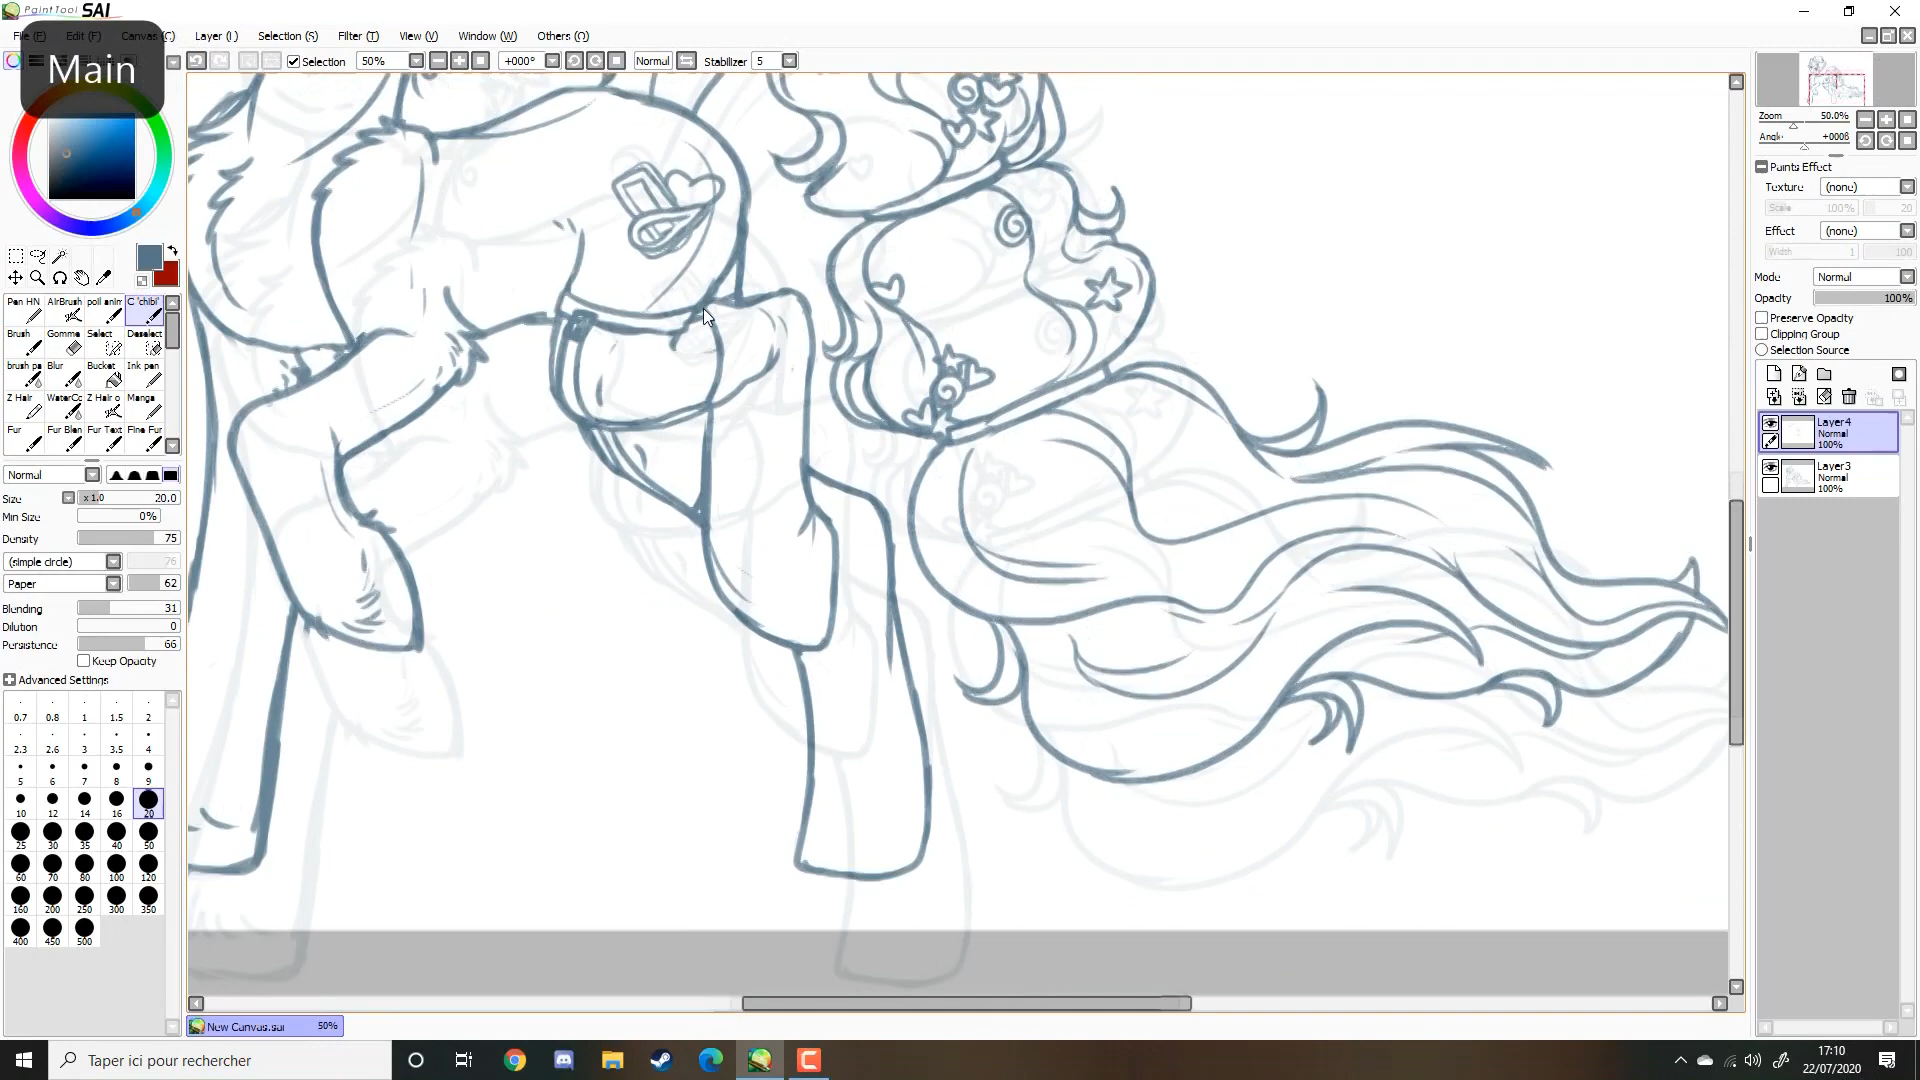 PaintTool SAI
File (F) Edit (E) Canvas (C) Layer (L) Selection (S) Filter (T) View (V) Window (W) Others (O)
Main
Selection 50% +000° Normal Stabilizer 5
Zoom 50.0%
Angle
Paints Effect
Texture (none)
Scale 100% 20
Effect (none)
Width 1 100
Mode Normal
Opacity 100%
Preserve Opacity
Clipping Group
Selection Source
Layer4
Normal
100%
Layer3
Normal
100%
Pen HN AirBrush poil anim C 'chibi'
Brush Gomme Select Deselect
brush pa Blur Bucket Ink pen
Z Hair WaterCo Z Hair o Manga
Fur Fur Blen Fur Text Fine Fur
Normal
Size x 1.0 20.0
Min Size 0%
Density 75
(simple circle) 76
Paper 62
Blending 31
Dilution 0
Persistence 66
Keep Opacity
Advanced Settings
0.7 0.8 1 1.5 2
2.3 2.6 3 3.5 4
5 6 7 8 9
10 12 14 16 20
25 30 35 40 50
60 70 80 100 120
160 200 250 300 350
400 450 500
New Canvas.sai 50%
Taper ici pour rechercher
17:10
22/07/2020